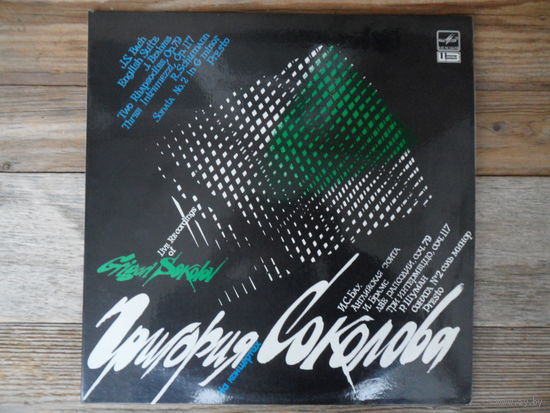 J.S. Bach
English Suite
J. Brahms
Two Rhapsodies, Op. 79
Three Intermezzi, Op. 117
R. Schumann
Sonata No. 2 in G minor
Presto
Live Recordings
of
Grigori Sokolov
На концертах
Григория Соколова
И.С. Бах
Английская сюита
И. Брамс
две рапсодии, соч. 79
три интермеццо, соч. 117
Р. Шуман
соната №2 соль минор
Presto